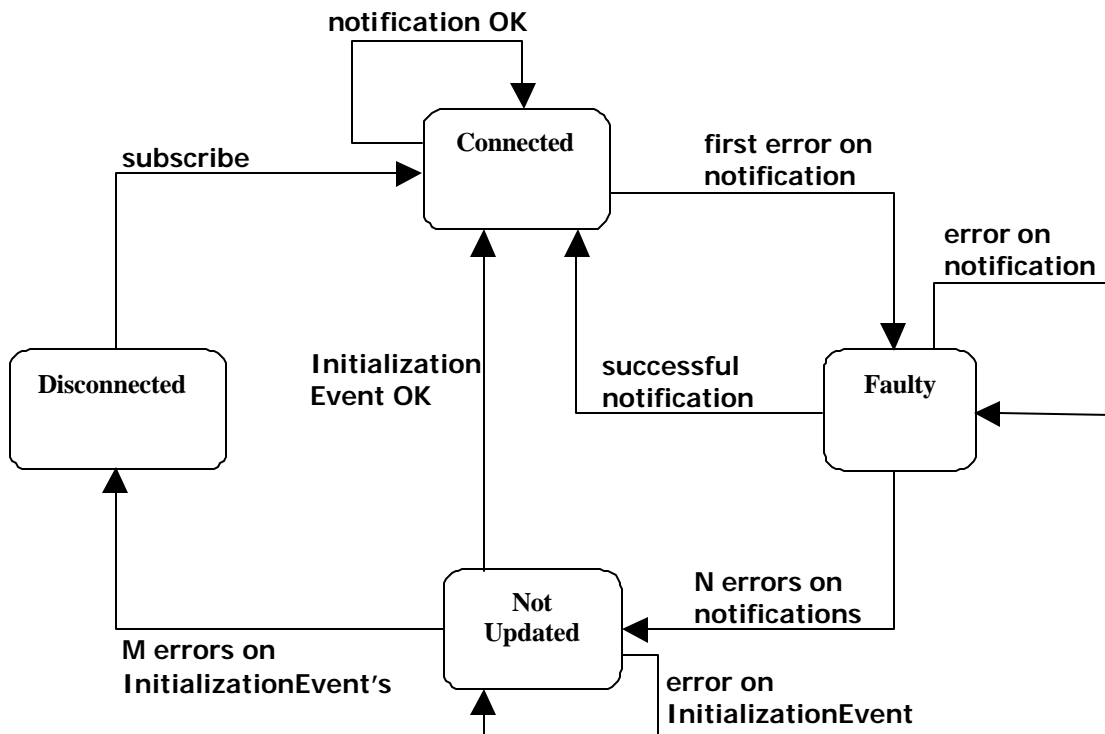 notification OK
Connected
subscribe
first error on
notification
error on
notification
Disconnected
Initialization
Event OK
successful
notification
Faulty
Not
Updated
N errors on
notifications
M errors on
InitializationEvent's
error on
InitializationEvent